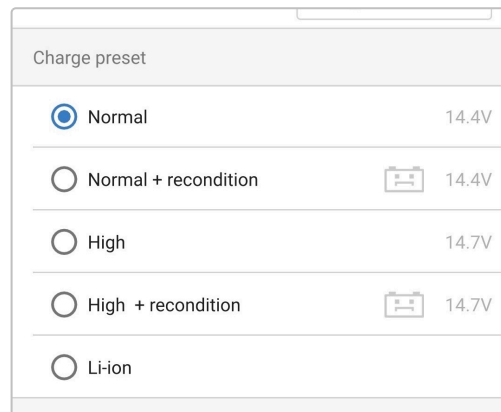 Charge preset
Normal 14.4V
Normal + recondition 14.4V
High 14.7V
High + recondition 14.7V
Li-ion